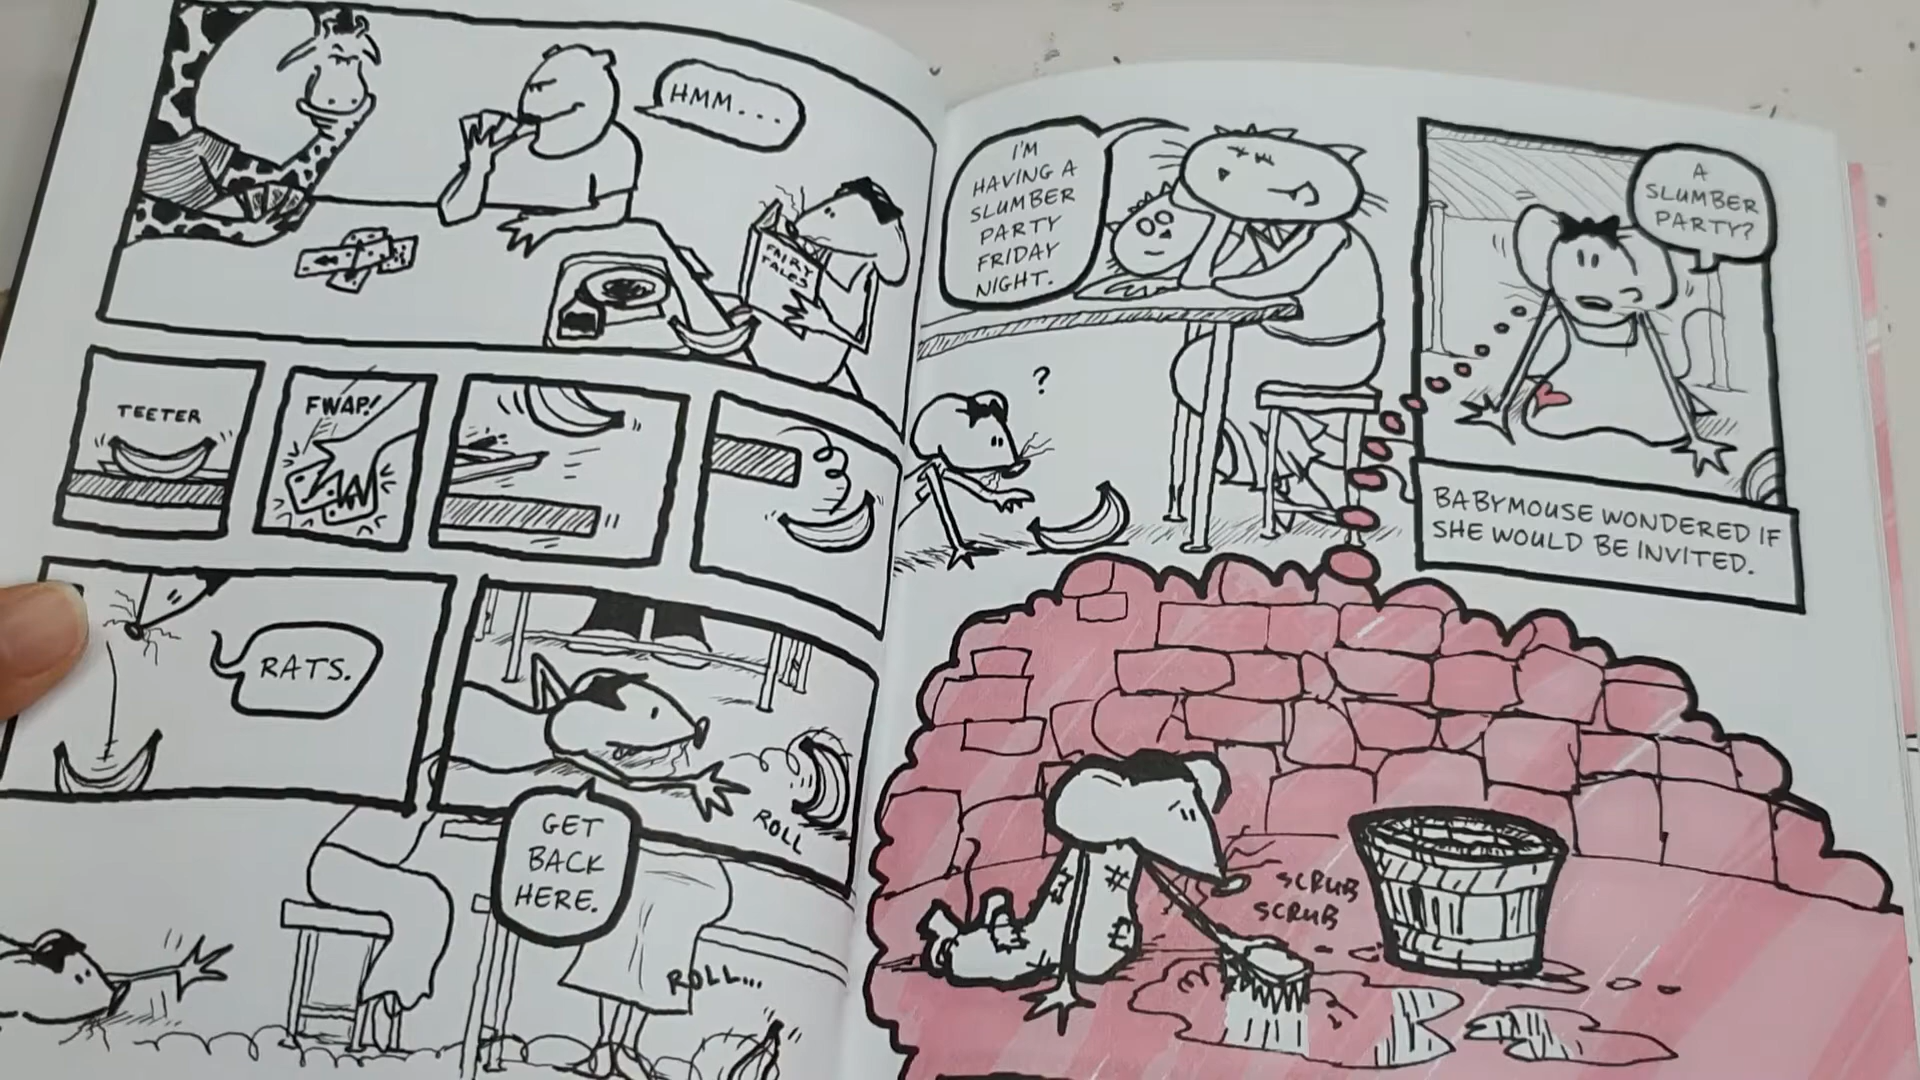 HMM....
FAIRY
TALES
TEETER
FWAP!
RATS.
ROLL
GET
BACK
HERE.
ROLL...
I'M
HAVING A
SLUMBER
PARTY
FRIDAY
NIGHT.
?
A
SLUMBER
PARTY?
BABYMOUSE WONDERED IF
SHE WOULD BE INVITED.
SCRUB
SCRUB